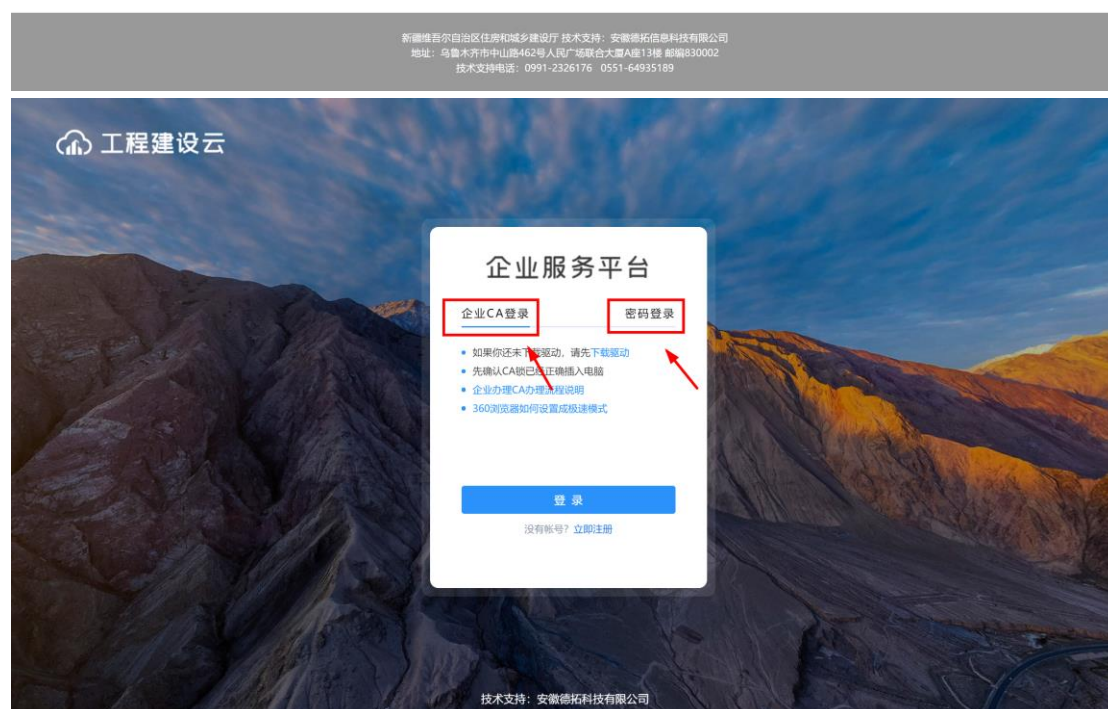 新疆维吾尔自治区住房和城乡建设厅 技术支持：安徽德拓信息科技有限公司
地址：乌鲁木齐市中山路462号人民广场联合大厦A座13楼 邮编830002
技术支持电话：0991-2326176 0551-64935189
工程建设云
企业服务平台
企业CA登录 密码登录
如果你还未下载驱动，请先下载驱动
先确认CA锁已经正确插入电脑
企业办理CA办理流程说明
360浏览器如何设置成极速模式
登 录
没有帐号？立即注册
技术支持：安徽德拓科技有限公司